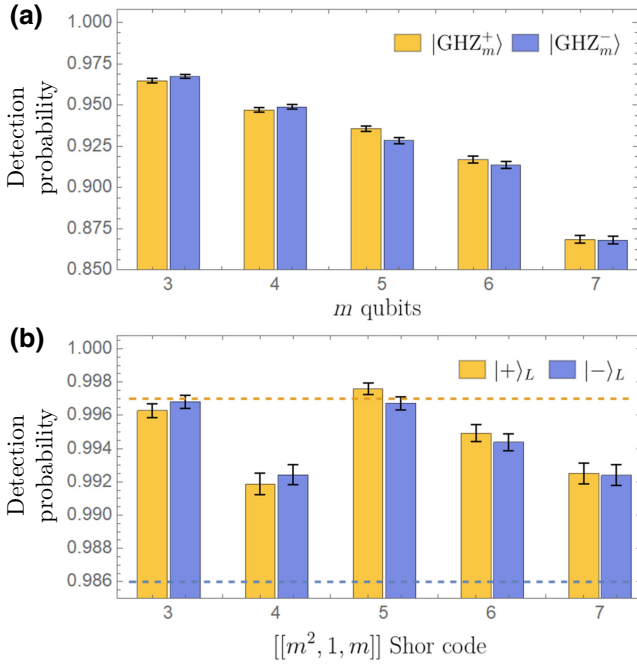 (a)
|GHZ⁺ₘ⟩ |GHZ⁻ₘ⟩
Detection
probability
1.000
0.975
0.950
0.925
0.900
0.875
0.850
3 4 5 6 7
m qubits
(b)
|+⟩_L |−⟩_L
Detection
probability
1.000
0.998
0.996
0.994
0.992
0.990
0.988
0.986
3 4 5 6 7
[[m², 1, m]] Shor code